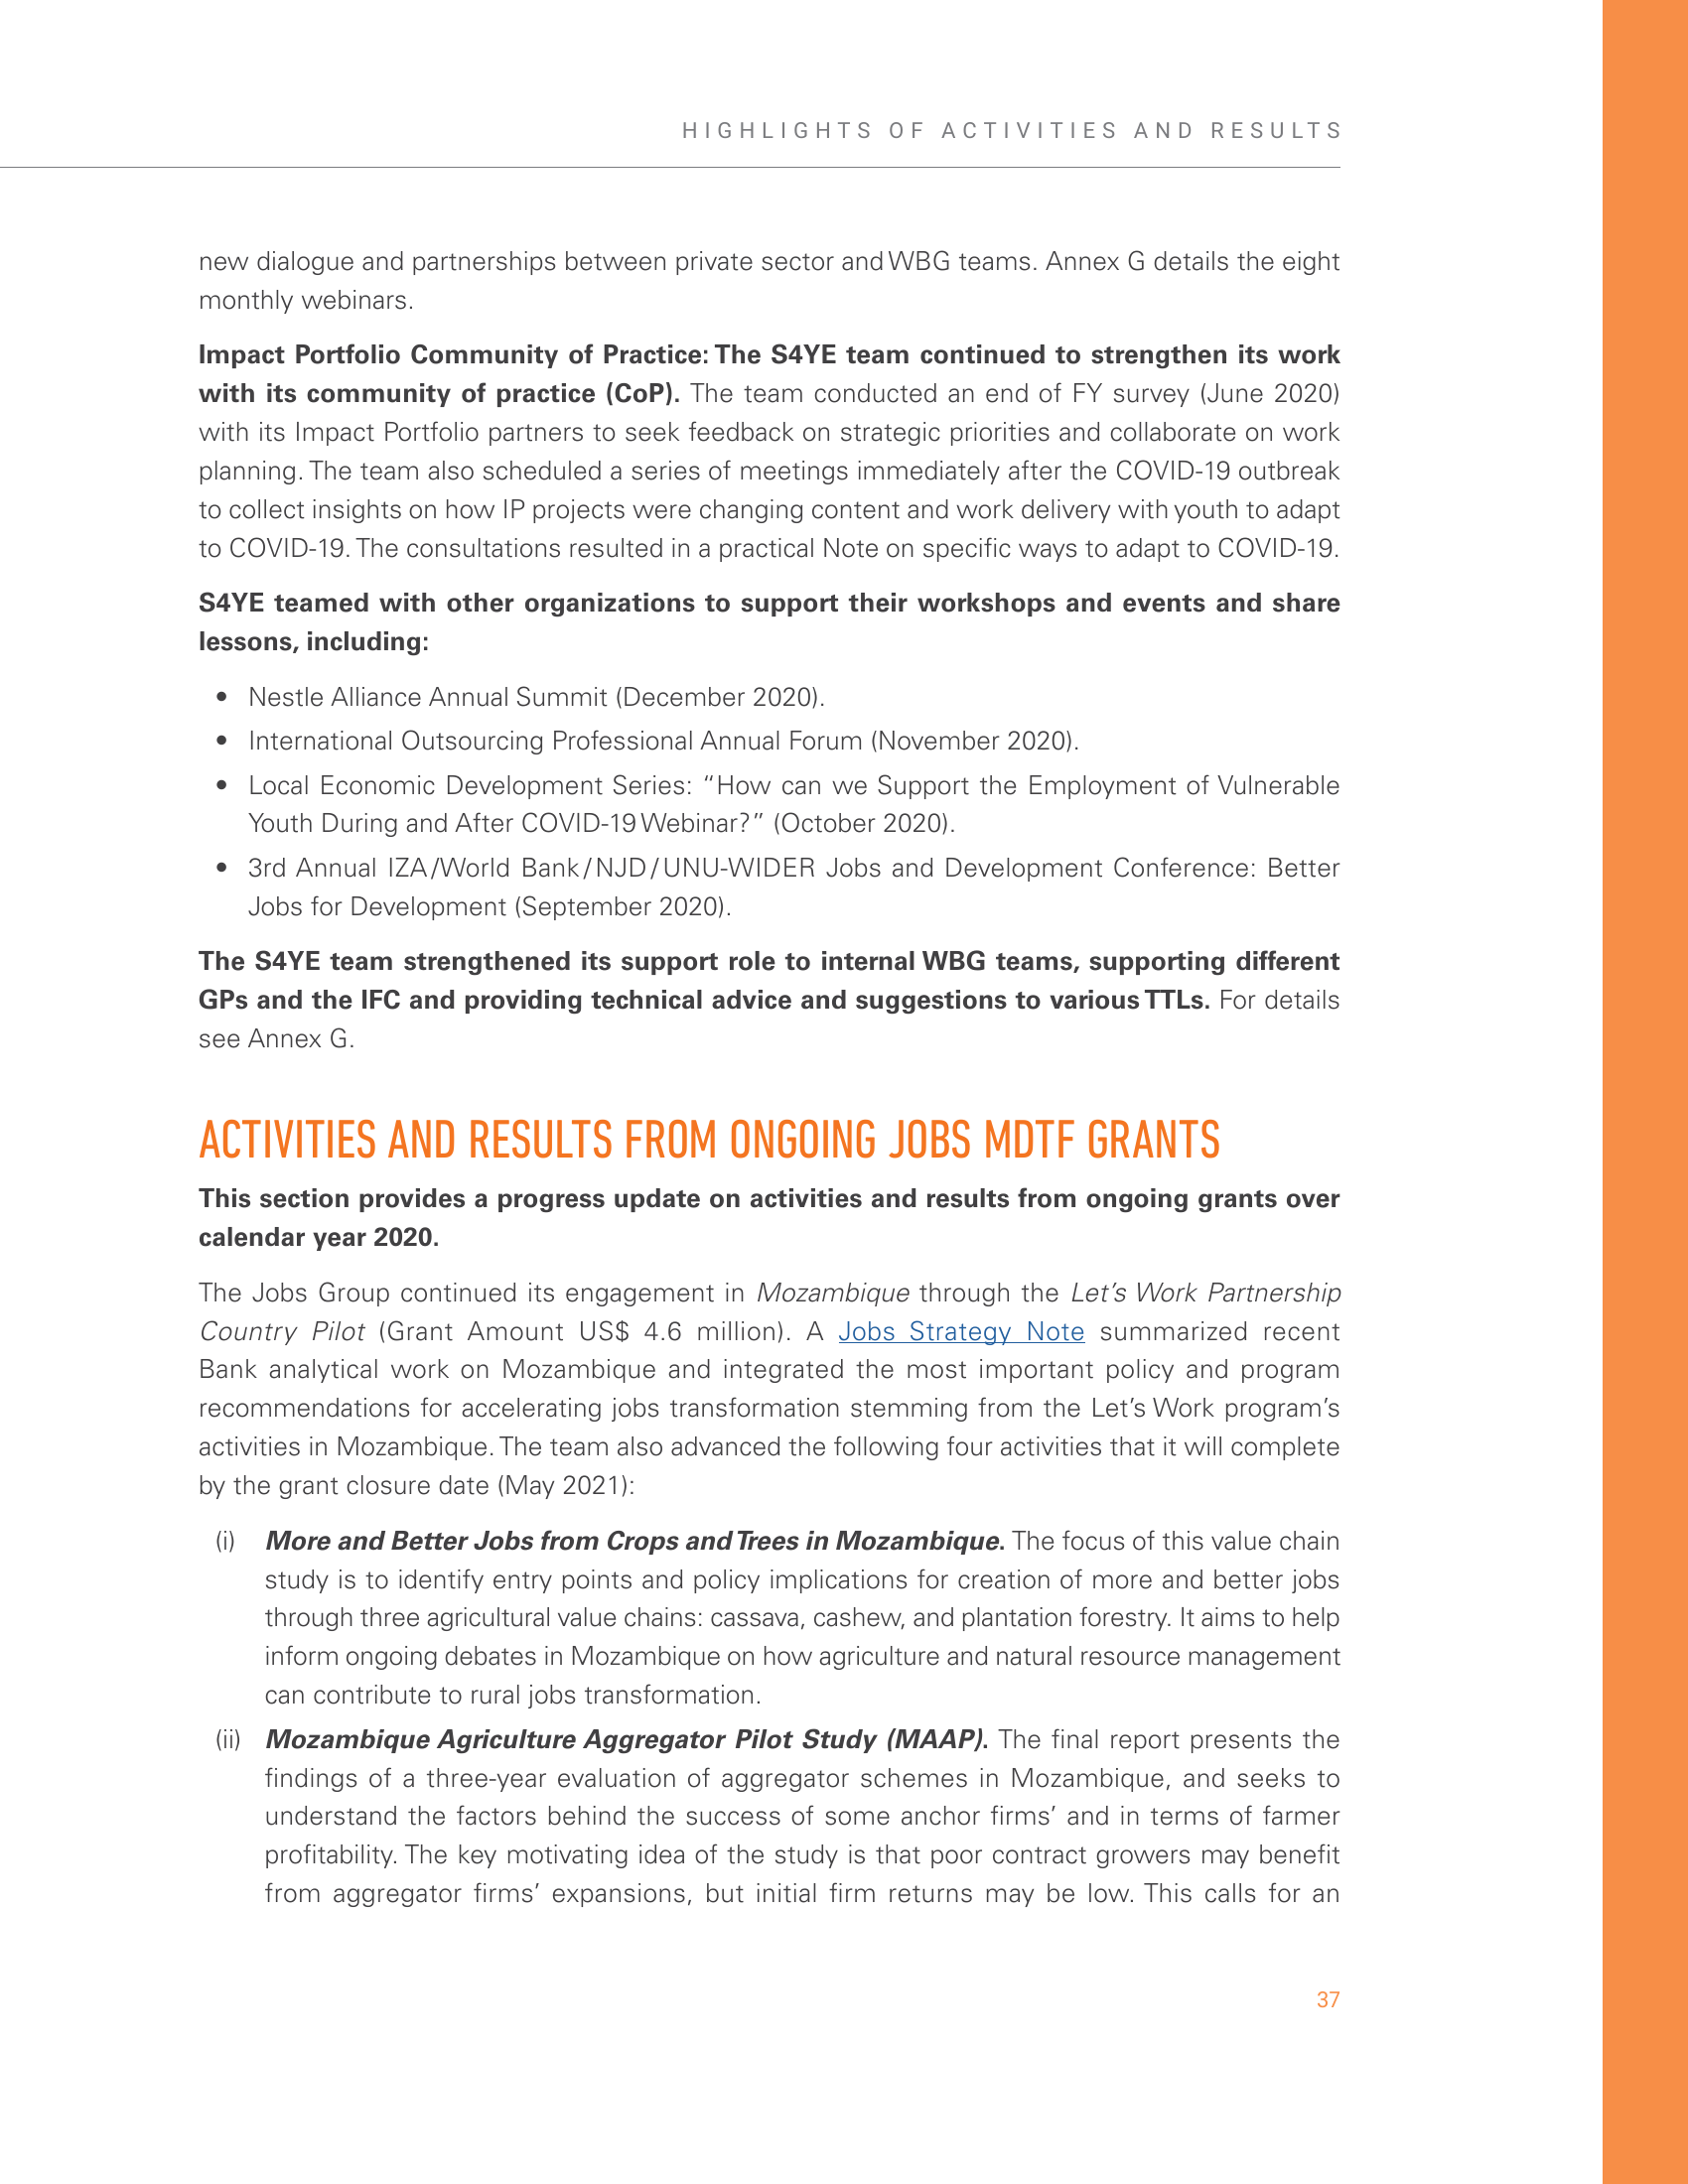 HIGHLIGHTS OF ACTIVITIES AND RESULTS
new dialogue and partnerships between private sector and WBG teams. Annex G details the eight
monthly webinars.
Impact Portfolio Community of Practice: The S4YE team continued to strengthen its work
with its community of practice (CoP). The team conducted an end of FY survey (June 2020)
with its Impact Portfolio partners to seek feedback on strategic priorities and collaborate on work
planning. The team also scheduled a series of meetings immediately after the COVID-19 outbreak
to collect insights on how IP projects were changing content and work delivery with youth to adapt
to COVID-19. The consultations resulted in a practical Note on specific ways to adapt to COVID-19.
S4YE teamed with other organizations to support their workshops and events and share
lessons, including:
• Nestle Alliance Annual Summit (December 2020).
• International Outsourcing Professional Annual Forum (November 2020).
• Local Economic Development Series: “How can we Support the Employment of Vulnerable
Youth During and After COVID-19 Webinar?” (October 2020).
• 3rd Annual IZA/World Bank/NJD/UNU-WIDER Jobs and Development Conference: Better
Jobs for Development (September 2020).
The S4YE team strengthened its support role to internal WBG teams, supporting different
GPs and the IFC and providing technical advice and suggestions to various TTLs. For details
see Annex G.
ACTIVITIES AND RESULTS FROM ONGOING JOBS MDTF GRANTS
This section provides a progress update on activities and results from ongoing grants over
calendar year 2020.
The Jobs Group continued its engagement in Mozambique through the Let’s Work Partnership
Country Pilot (Grant Amount US$ 4.6 million). A Jobs Strategy Note summarized recent
Bank analytical work on Mozambique and integrated the most important policy and program
recommendations for accelerating jobs transformation stemming from the Let’s Work program’s
activities in Mozambique. The team also advanced the following four activities that it will complete
by the grant closure date (May 2021):
(i) More and Better Jobs from Crops and Trees in Mozambique. The focus of this value chain
study is to identify entry points and policy implications for creation of more and better jobs
through three agricultural value chains: cassava, cashew, and plantation forestry. It aims to help
inform ongoing debates in Mozambique on how agriculture and natural resource management
can contribute to rural jobs transformation.
(ii) Mozambique Agriculture Aggregator Pilot Study (MAAP). The final report presents the
findings of a three-year evaluation of aggregator schemes in Mozambique, and seeks to
understand the factors behind the success of some anchor firms’ and in terms of farmer
profitability. The key motivating idea of the study is that poor contract growers may benefit
from aggregator firms’ expansions, but initial firm returns may be low. This calls for an
37